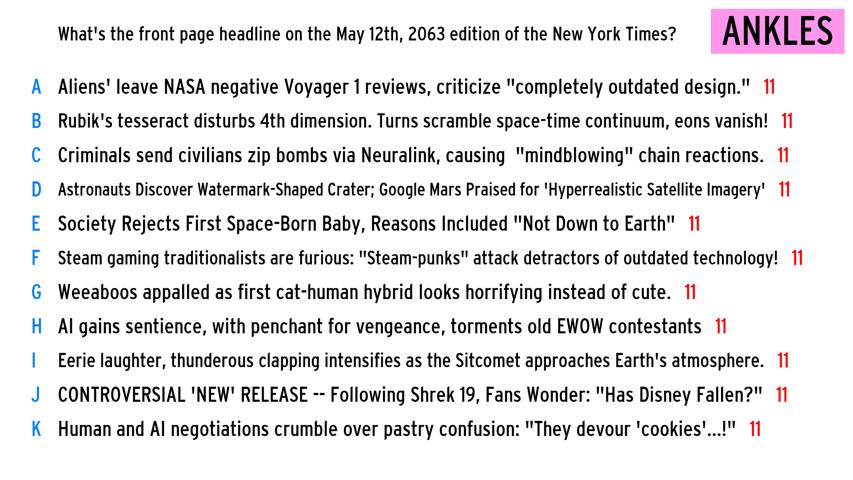 What's the front page headline on the May 12th, 2063 edition of the New York Times?
ANKLES
A Aliens' leave NASA negative Voyager 1 reviews, criticize "completely outdated design." 11
B Rubik's tesseract disturbs 4th dimension. Turns scramble space-time continuum, eons vanish! 11
C Criminals send civilians zip bombs via Neuralink, causing "mindblowing" chain reactions. 11
D Astronauts Discover Watermark-Shaped Crater; Google Mars Praised for 'Hyperrealistic Satellite Imagery' 11
E Society Rejects First Space-Born Baby, Reasons Included "Not Down to Earth" 11
F Steam gaming traditionalists are furious: "Steam-punks" attack detractors of outdated technology! 11
G Weeaboos appalled as first cat-human hybrid looks horrifying instead of cute. 11
H AI gains sentience, with penchant for vengeance, torments old EWOW contestants 11
I Eerie laughter, thunderous clapping intensifies as the Sitcomet approaches Earth's atmosphere. 11
J CONTROVERSIAL 'NEW' RELEASE -- Following Shrek 19, Fans Wonder: "Has Disney Fallen?" 11
K Human and AI negotiations crumble over pastry confusion: "They devour 'cookies'...!" 11